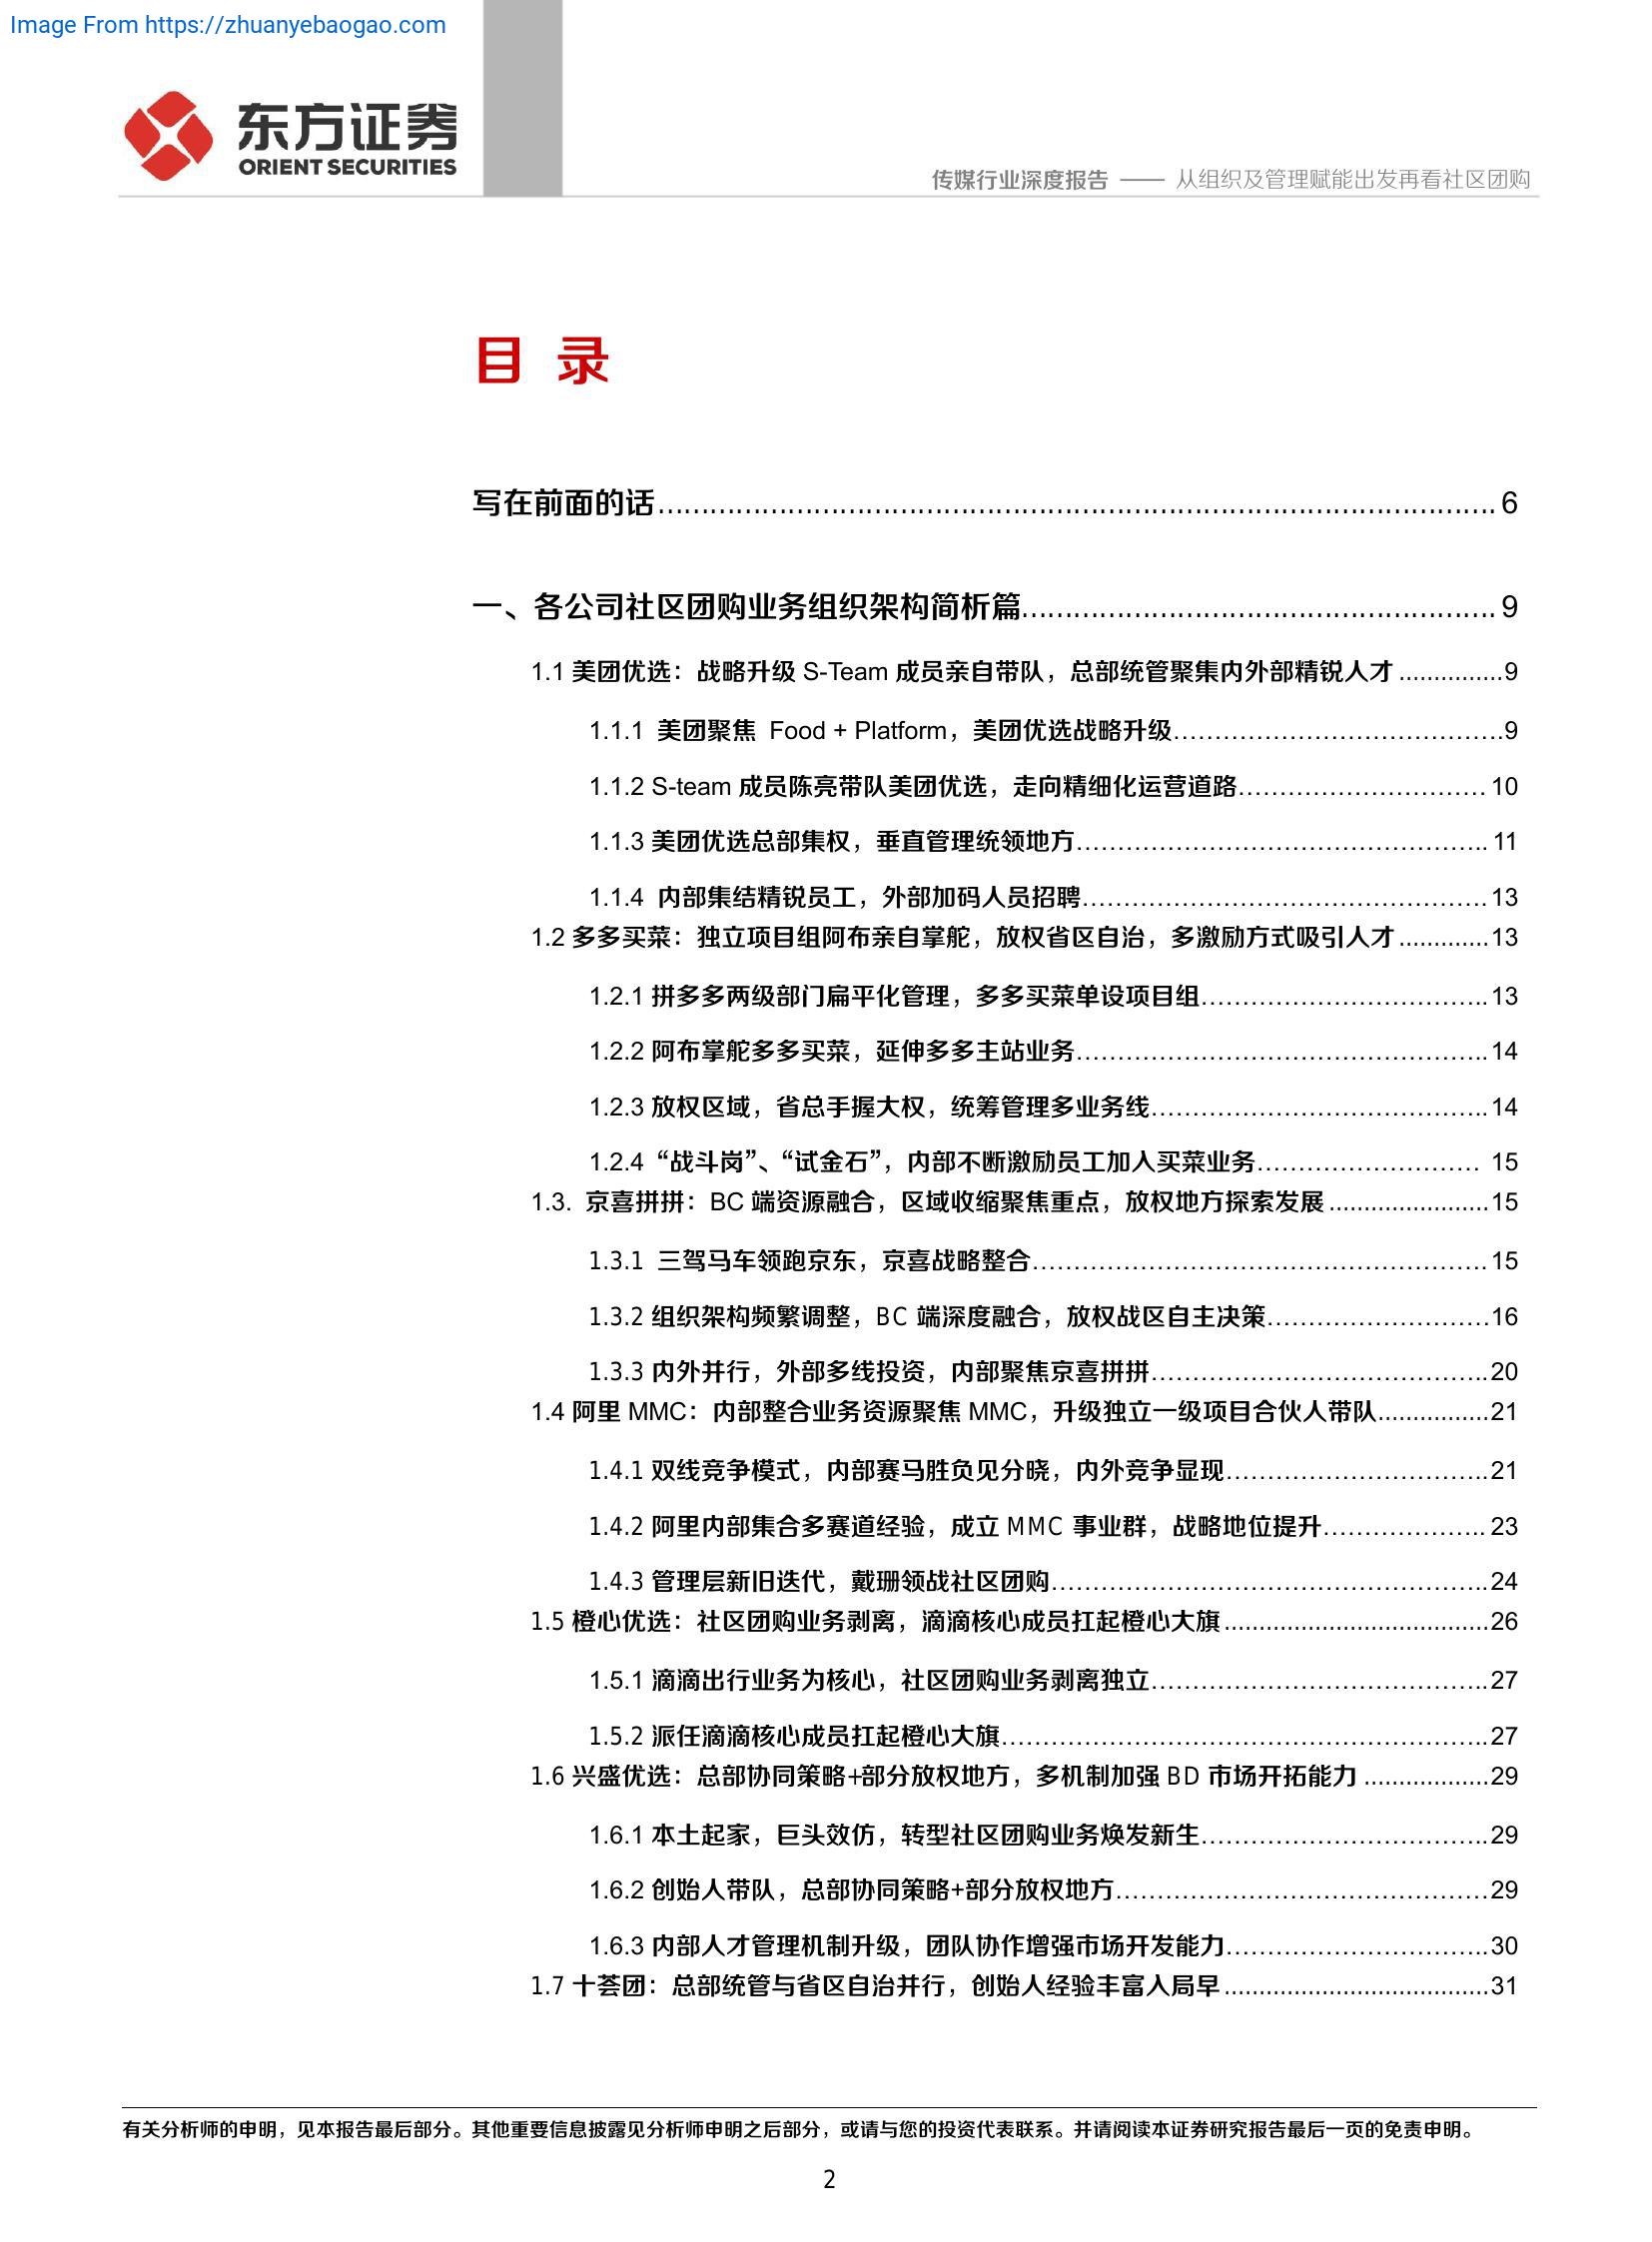 Image From https://zhuanyebaogao.com
东方证券
ORIENT SECURITIES
传媒行业深度报告 —— 从组织及管理赋能出发再看社区团购
目 录
写在前面的话 6
一、各公司社区团购业务组织架构简析篇 9
1.1 美团优选：战略升级 S-Team 成员亲自带队，总部统管聚集内外部精锐人才 9
1.1.1 美团聚焦 Food + Platform，美团优选战略升级 9
1.1.2 S-team 成员陈亮带队美团优选，走向精细化运营道路 10
1.1.3 美团优选总部集权，垂直管理统领地方 11
1.1.4 内部集结精锐员工，外部加码人员招聘 13
1.2 多多买菜：独立项目组阿布亲自掌舵，放权省区自治，多激励方式吸引人才 13
1.2.1 拼多多两级部门扁平化管理，多多买菜单设项目组 13
1.2.2 阿布掌舵多多买菜，延伸多多主站业务 14
1.2.3 放权区域，省总手握大权，统筹管理多业务线 14
1.2.4 “战斗岗”、“试金石”，内部不断激励员工加入买菜业务 15
1.3. 京喜拼拼：BC 端资源融合，区域收缩聚焦重点，放权地方探索发展 15
1.3.1 三驾马车领跑京东，京喜战略整合 15
1.3.2 组织架构频繁调整，BC 端深度融合，放权战区自主决策 16
1.3.3 内外并行，外部多线投资，内部聚焦京喜拼拼 20
1.4 阿里 MMC：内部整合业务资源聚焦 MMC，升级独立一级项目合伙人带队 21
1.4.1 双线竞争模式，内部赛马胜负见分晓，内外竞争显现 21
1.4.2 阿里内部集合多赛道经验，成立 MMC 事业群，战略地位提升 23
1.4.3 管理层新旧迭代，戴珊领战社区团购 24
1.5 橙心优选：社区团购业务剥离，滴滴核心成员扛起橙心大旗 26
1.5.1 滴滴出行业务为核心，社区团购业务剥离独立 27
1.5.2 派任滴滴核心成员扛起橙心大旗 27
1.6 兴盛优选：总部协同策略+部分放权地方，多机制加强 BD 市场开拓能力 29
1.6.1 本土起家，巨头效仿，转型社区团购业务焕发新生 29
1.6.2 创始人带队，总部协同策略+部分放权地方 29
1.6.3 内部人才管理机制升级，团队协作增强市场开发能力 30
1.7 十荟团：总部统管与省区自治并行，创始人经验丰富入局早 31
有关分析师的申明，见本报告最后部分。其他重要信息披露见分析师申明之后部分，或请与您的投资代表联系。并请阅读本证券研究报告最后一页的免责申明。
2